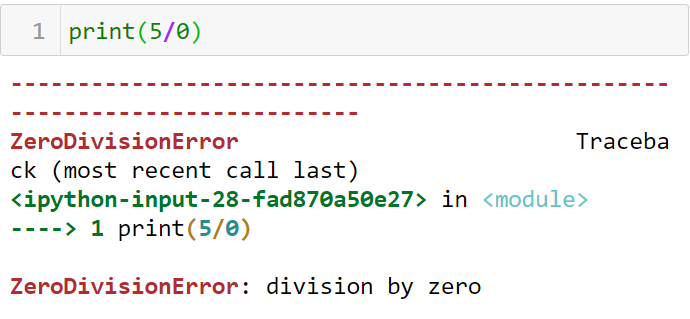 1 print(5/0)
-------------------------------------------------
--------------------------
ZeroDivisionError                         Traceba
ck (most recent call last)
<ipython-input-28-fad870a50e27> in <module>
----> 1 print(5/0)

ZeroDivisionError: division by zero